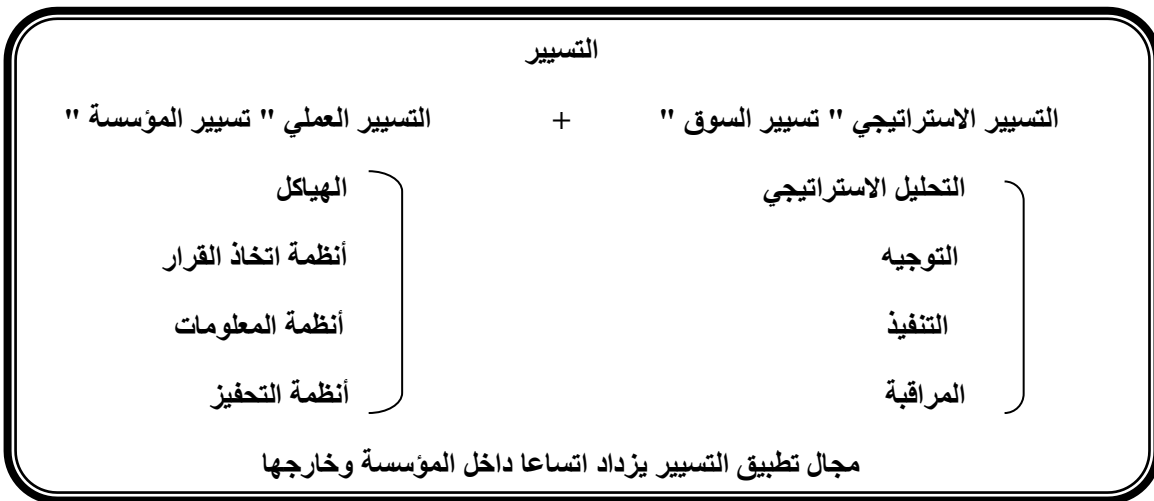 التسيير
التسيير الاستراتيجي " تسيير السوق " + التسيير العملي " تسيير المؤسسة "
التحليل الاستراتيجي الهياكل
التوجيه أنظمة اتخاذ القرار
التنفيذ أنظمة المعلومات
المراقبة أنظمة التحفيز
مجال تطبيق التسيير يزداد اتساعا داخل المؤسسة وخارجها